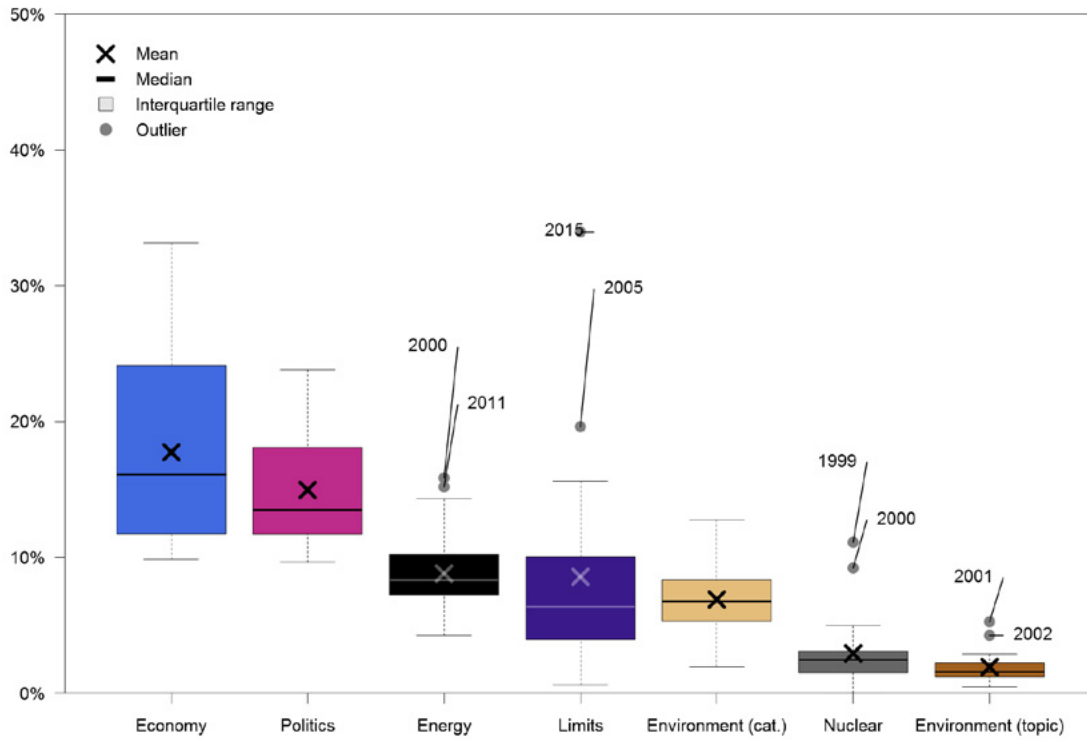 50%
Mean
Median
Interquartile range
Outlier
40%
2015
30%
2005
2000
2011
20%
1999
2000
10%
2001
2002
0%
Economy Politics Energy Limits Environment (cat.) Nuclear Environment (topic)